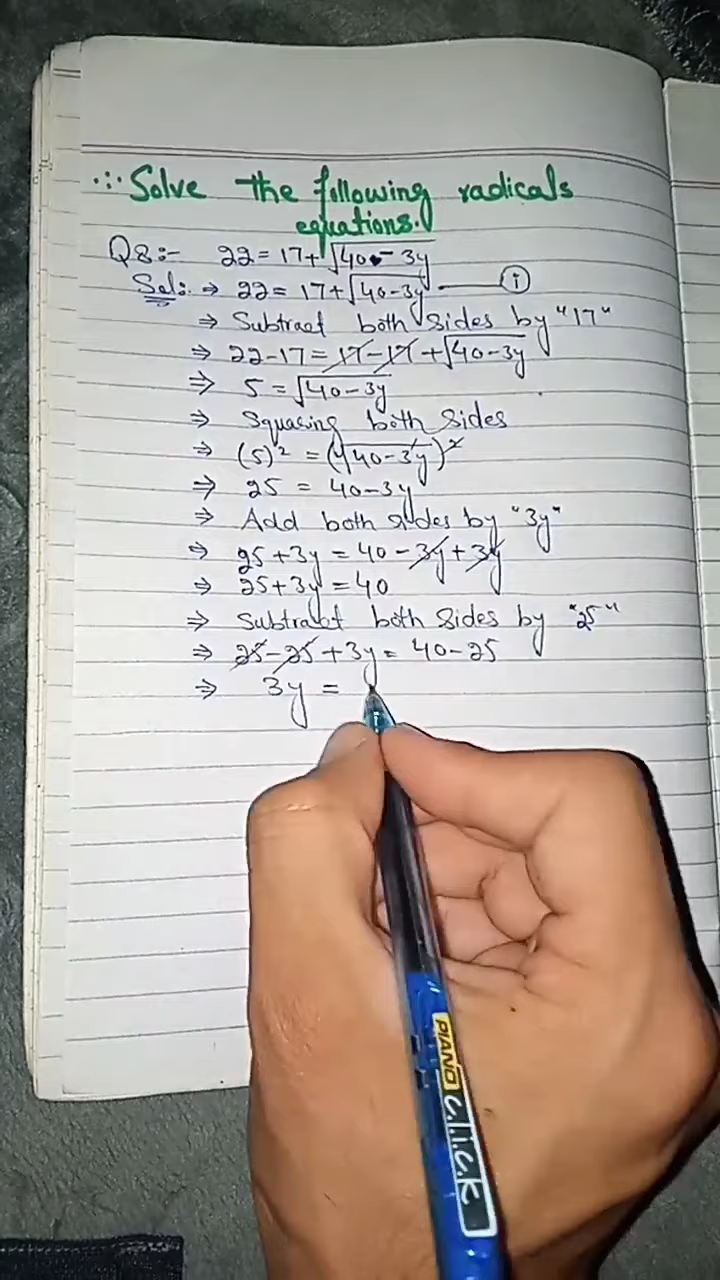 ∴ Solve the following radicals
equations.
Q8:- 22 = 17 + √40 - 3y
Sol: ⇒ 22 = 17 + √40-3y ——— (i)
⇒ Subtract both sides by "17"
⇒ 22-17 = 17-17 + √40-3y
⇒ 5 = √40-3y
⇒ Squaring both sides
⇒ (5)² = (√40-3y)²
⇒ 25 = 40-3y
⇒ Add both sides by "3y"
⇒ 25+3y = 40-3y+3y
⇒ 25+3y = 40
⇒ Subtract both sides by "25"
⇒ 25-25+3y = 40-25
⇒ 3y =
PIANO
click